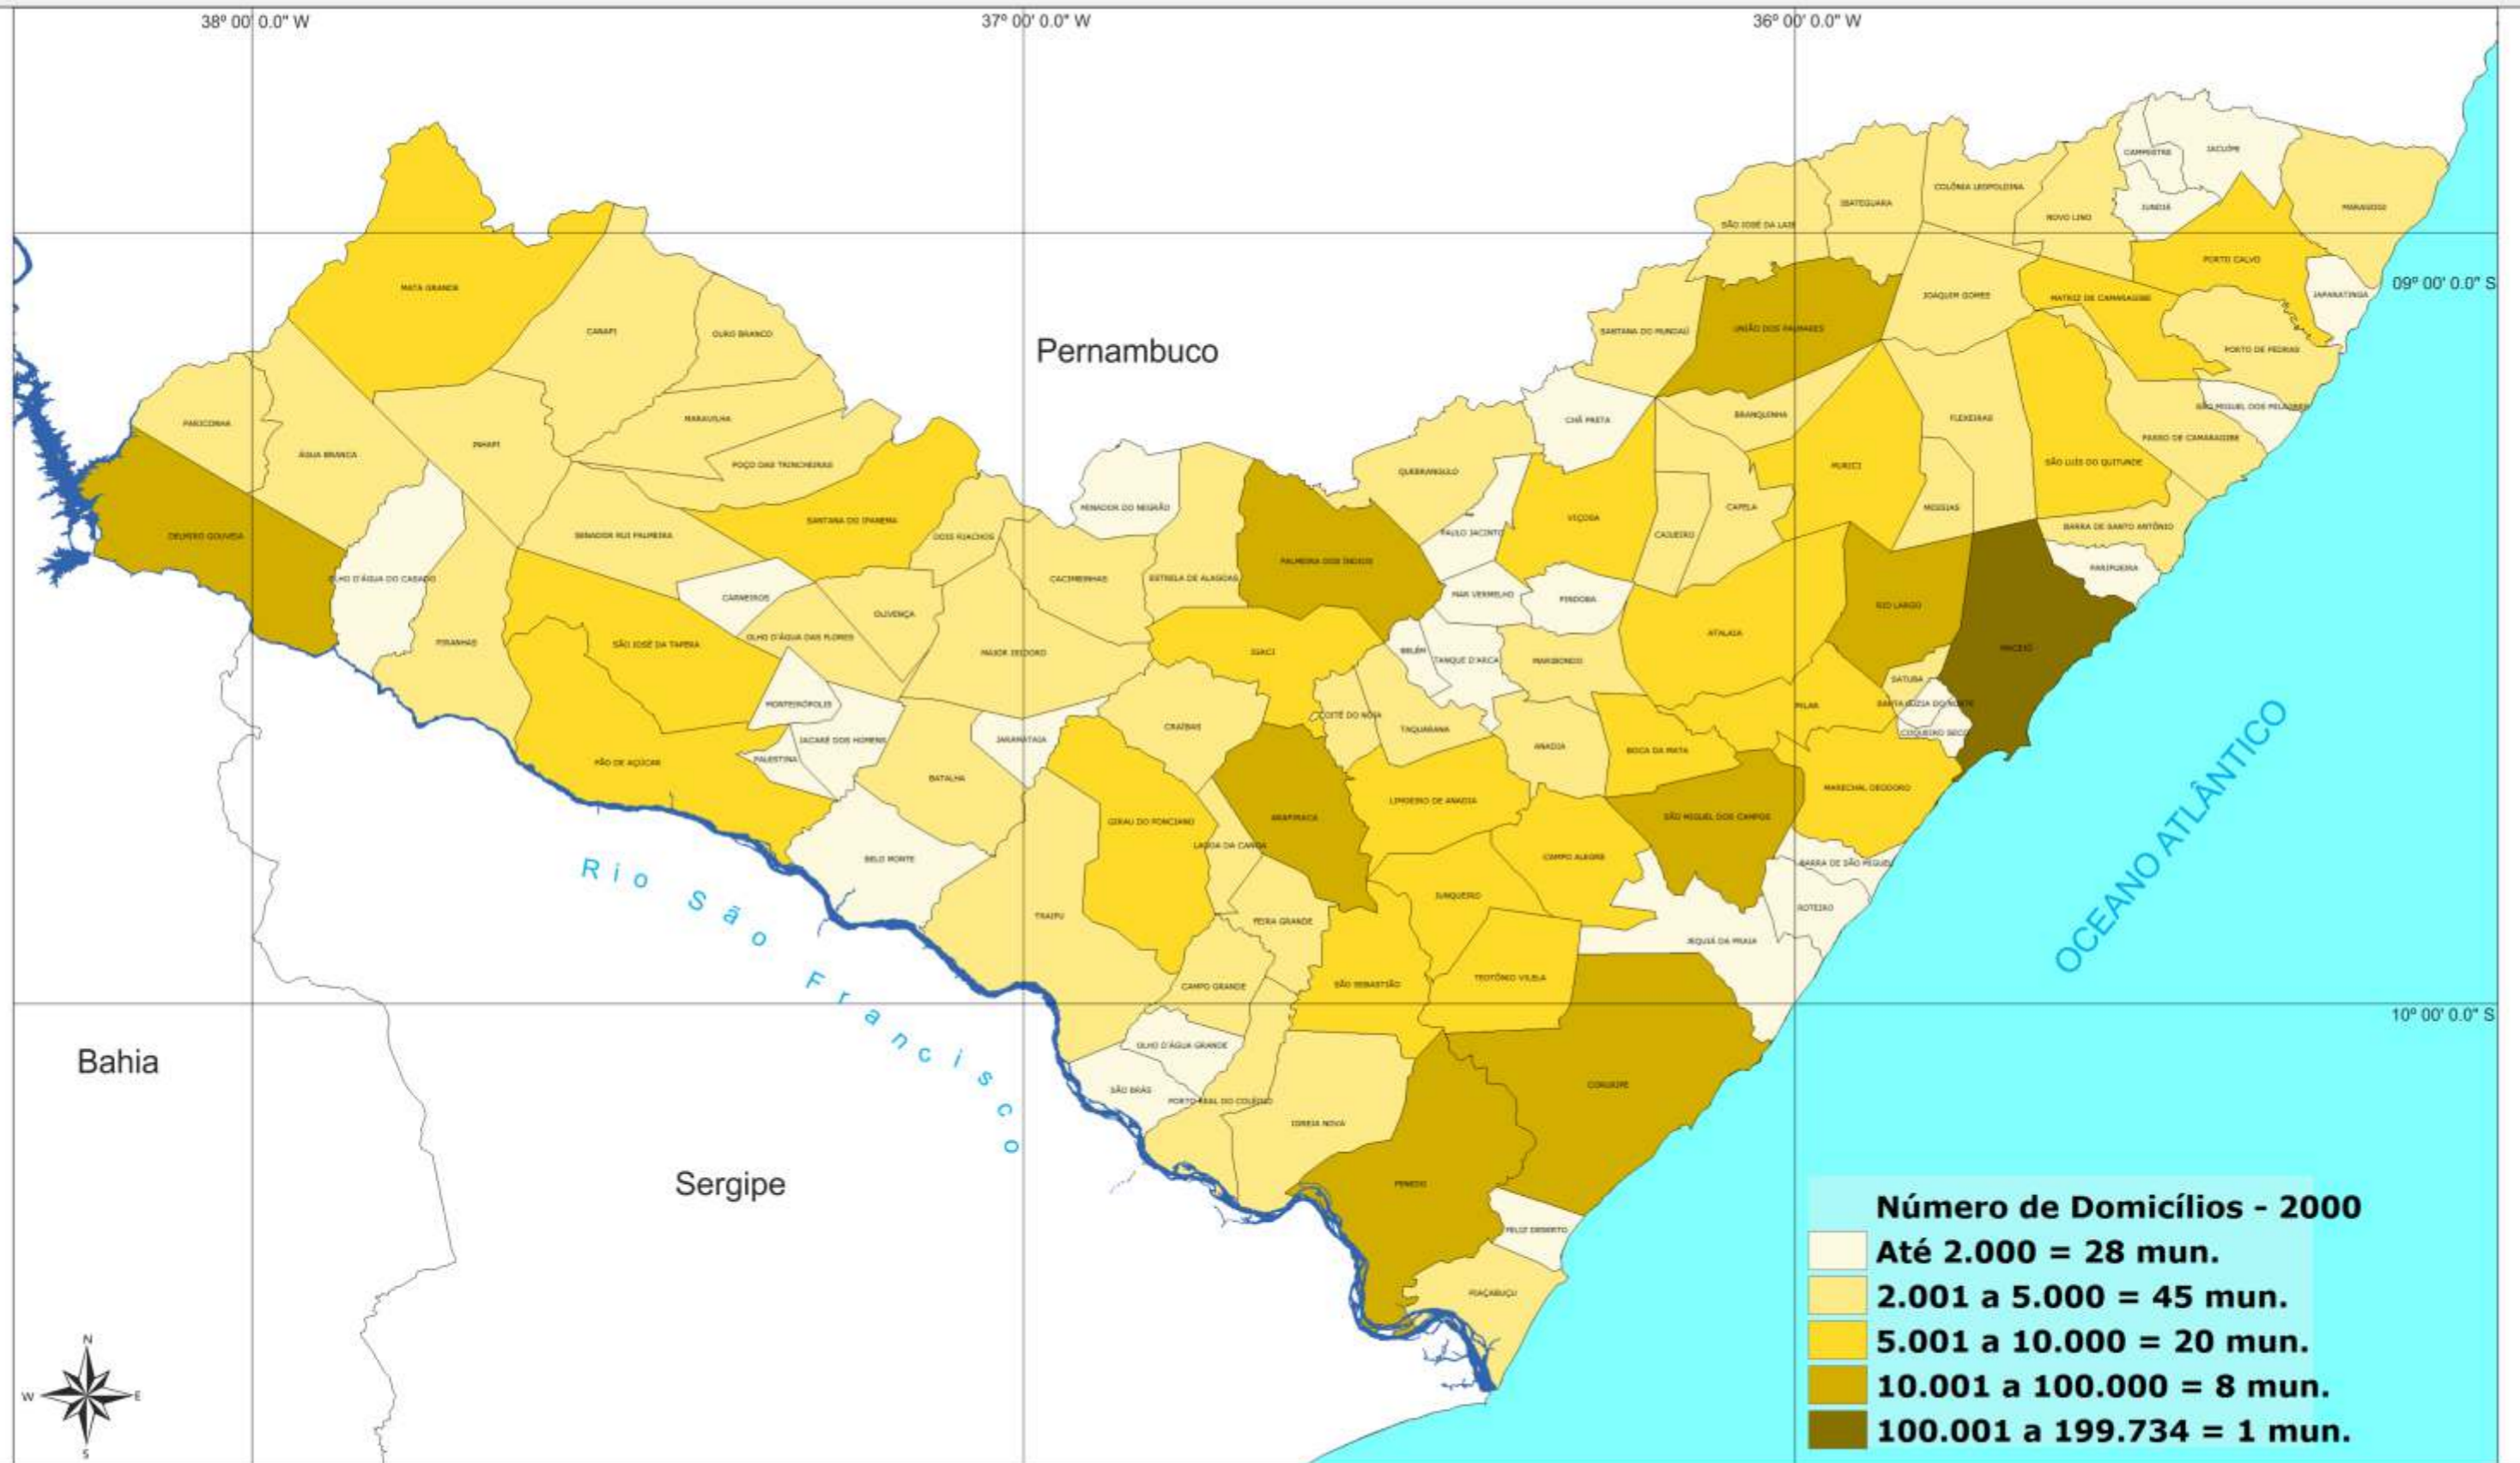 38º 00' 0.0" W
37º 00' 0.0" W
36º 00' 0.0" W
CAMPESTRE
JACUÍPE
COLÔNIA LEOPOLDINA
IBATEGUARA
JUNDIÁ
MARAGOGI
NOVO LINO
SÃO JOSÉ DA LAJE
PORTO CALVO
09º 00' 0.0" S
MATA GRANDE
JOAQUIM GOMES
MATRIZ DE CAMARAGIBE
JAPARATINGA
CANAPI
OURO BRANCO
Pernambuco
SANTANA DO MUNDAÚ
UNIÃO DOS PALMARES
PORTO DE PEDRAS
PARICONHA
MARAVILHA
CHÃ PRETA
BRANQUINHA
FLEXEIRAS
SÃO MIGUEL DOS MILAGRES
ÁGUA BRANCA
INHAPI
POÇO DAS TRINCHEIRAS
QUEBRANGULO
MURICI
SÃO LUÍS DO QUITUNDE
PASSO DE CAMARAGIBE
DELMIRO GOUVEIA
SENADOR RUI PALMEIRA
SANTANA DO IPANEMA
DOIS RIACHOS
MINADOR DO NEGRÃO
PAULO JACINTO
VIÇOSA
CAJUEIRO
CAPELA
MESSIAS
BARRA DE SANTO ANTÔNIO
OLHO D'ÁGUA DO CASADO
CARNEIROS
OLIVENÇA
CACIMBINHAS
ESTRELA DE ALAGOAS
PALMEIRA DOS ÍNDIOS
MAR VERMELHO
PINDOBA
RIO LARGO
PARIPUEIRA
PIRANHAS
SÃO JOSÉ DA TAPERA
OLHO D'ÁGUA DAS FLORES
MAJOR ISIDORO
IGACI
BELÉM
TANQUE D'ARCA
MARIBONDO
ATALAIA
MACEIÓ
MONTEIRÓPOLIS
JACARÉ DOS HOMENS
JARAMATAIA
CRAÍBAS
COITÉ DO NÓIA
TAQUARANA
ANADIA
BOCA DA MATA
PILAR
SATUBA
SANTA LUZIA DO NORTE
COQUEIRO SECO
PÃO DE AÇÚCAR
PALESTINA
BATALHA
GIRAU DO PONCIANO
ARAPIRACA
LIMOEIRO DE ANADIA
SÃO MIGUEL DOS CAMPOS
MARECHAL DEODORO
BELO MONTE
LAGOA DA CANOA
CAMPO ALEGRE
BARRA DE SÃO MIGUEL
OCEANO ATLÂNTICO
Rio São Francisco
TRAIPU
FEIRA GRANDE
JUNQUEIRO
ROTEIRO
JEQUIÁ DA PRAIA
CAMPO GRANDE
SÃO SEBASTIÃO
TEOTÔNIO VILELA
10º 00' 0.0" S
Bahia
OLHO D'ÁGUA GRANDE
SÃO BRÁS
PORTO REAL DO COLÉGIO
IGREJA NOVA
CORURIPE
Sergipe
PENEDO
FELIZ DESERTO
PIAÇABUÇU
Número de Domicílios - 2000
Até 2.000 = 28 mun.
2.001 a 5.000 = 45 mun.
5.001 a 10.000 = 20 mun.
10.001 a 100.000 = 8 mun.
100.001 a 199.734 = 1 mun.
N
W
E
S